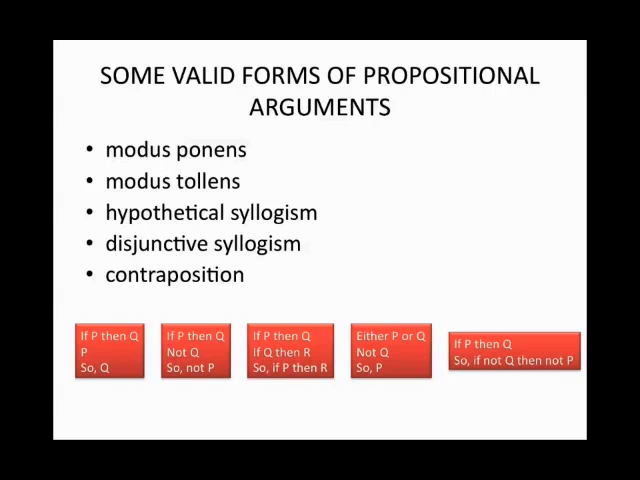 SOME VALID FORMS OF PROPOSITIONAL
ARGUMENTS
• modus ponens
• modus tollens
• hypothetical syllogism
• disjunctive syllogism
• contraposition
If P then Q
P
So, Q
If P then Q
Not Q
So, not P
If P then Q
If Q then R
So, if P then R
Either P or Q
Not Q
So, P
If P then Q
So, if not Q then not P